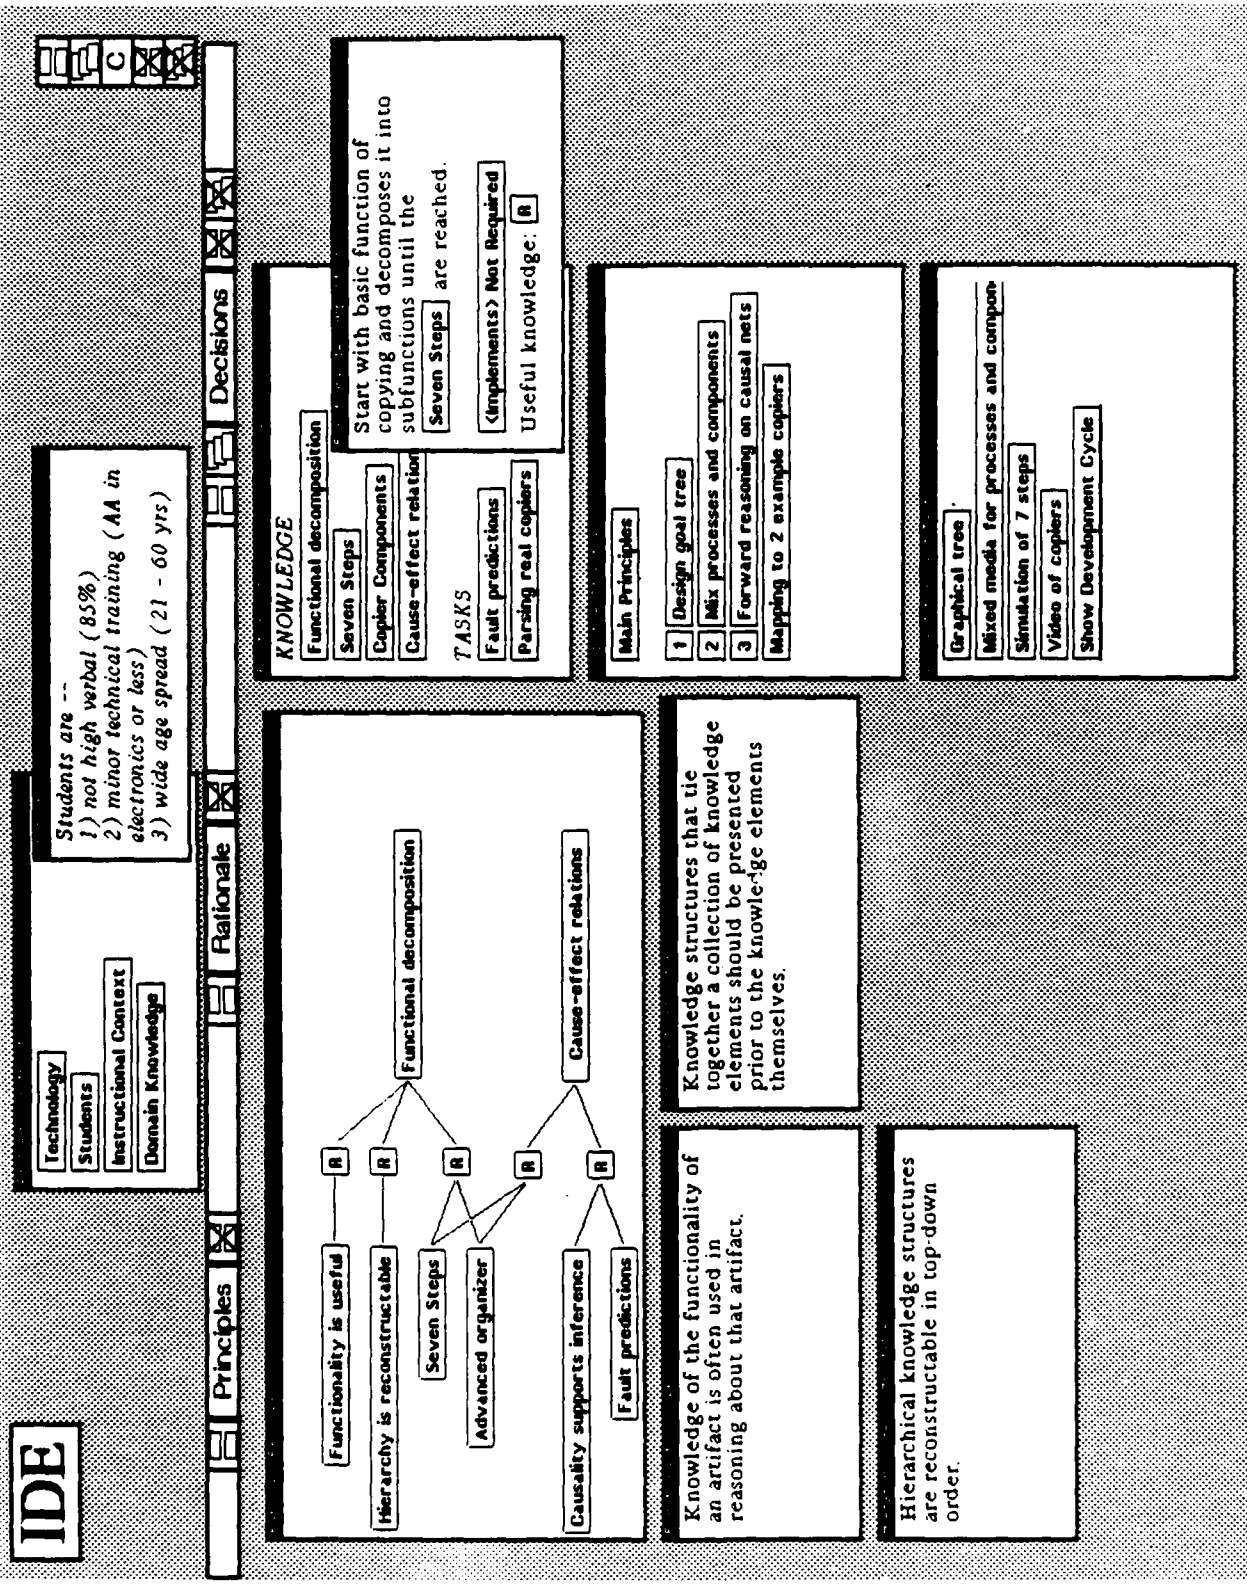 IDE
Technology
Students
Instructional Context
Domain Knowledge
Students are --
1) not high verbal (85%)
2) minor technical training (AA in
electronics or less)
3) wide age spread (21 - 60 yrs)
C
Principles
Rationale
Decisions
Functionality is useful
Hierarchy is reconstructable
Seven Steps
Advanced organizer
Causality supports inference
Fault predictions
R
R
R
R
R
Functional decomposition
Cause-effect relations
KNOWLEDGE
Functional decomposition
Seven Steps
Copier Components
Cause-effect relation
TASKS
Fault predictions
Parsing real copiers
Start with basic function of
copying and decomposes it into
subfunctions until the
Seven Steps are reached.
<Implements> Not Required
Useful knowledge: R
Knowledge of the functionality of
an artifact is often used in
reasoning about that artifact.
Knowledge structures that tie
together a collection of knowledge
elements should be presented
prior to the knowledge elements
themselves.
Main Principles
1 Design goal tree
2 Mix processes and components
3 Forward reasoning on causal nets
Mapping to 2 example copiers
Hierarchical knowledge structures
are reconstructable in top-down
order.
Graphical tree
Mixed media for processes and compon
Simulation of 7 steps
Video of copiers
Show Development Cycle